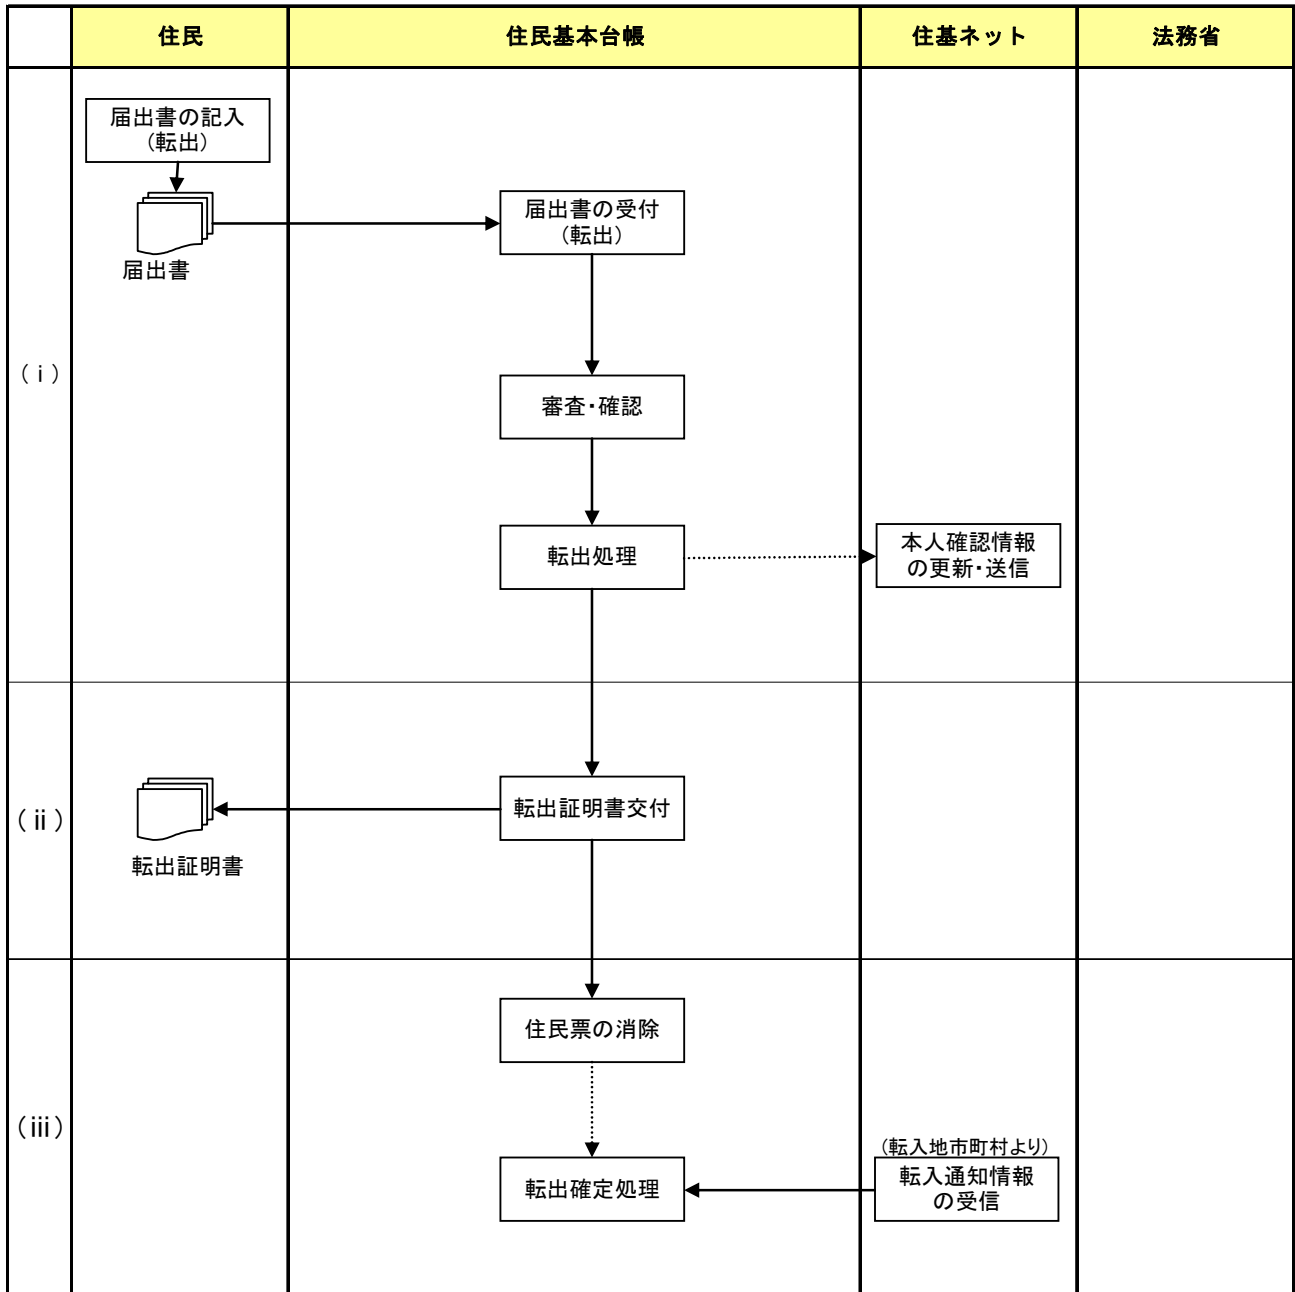 住民
住民基本台帳
住基ネット
法務省
(ⅰ)
届出書の記入
(転出)
届出書
届出書の受付
(転出)
審査・確認
転出処理
本人確認情報
の更新・送信
(ⅱ)
転出証明書
転出証明書交付
(ⅲ)
住民票の消除
転出確定処理
(転入地市町村より)
転入通知情報
の受信